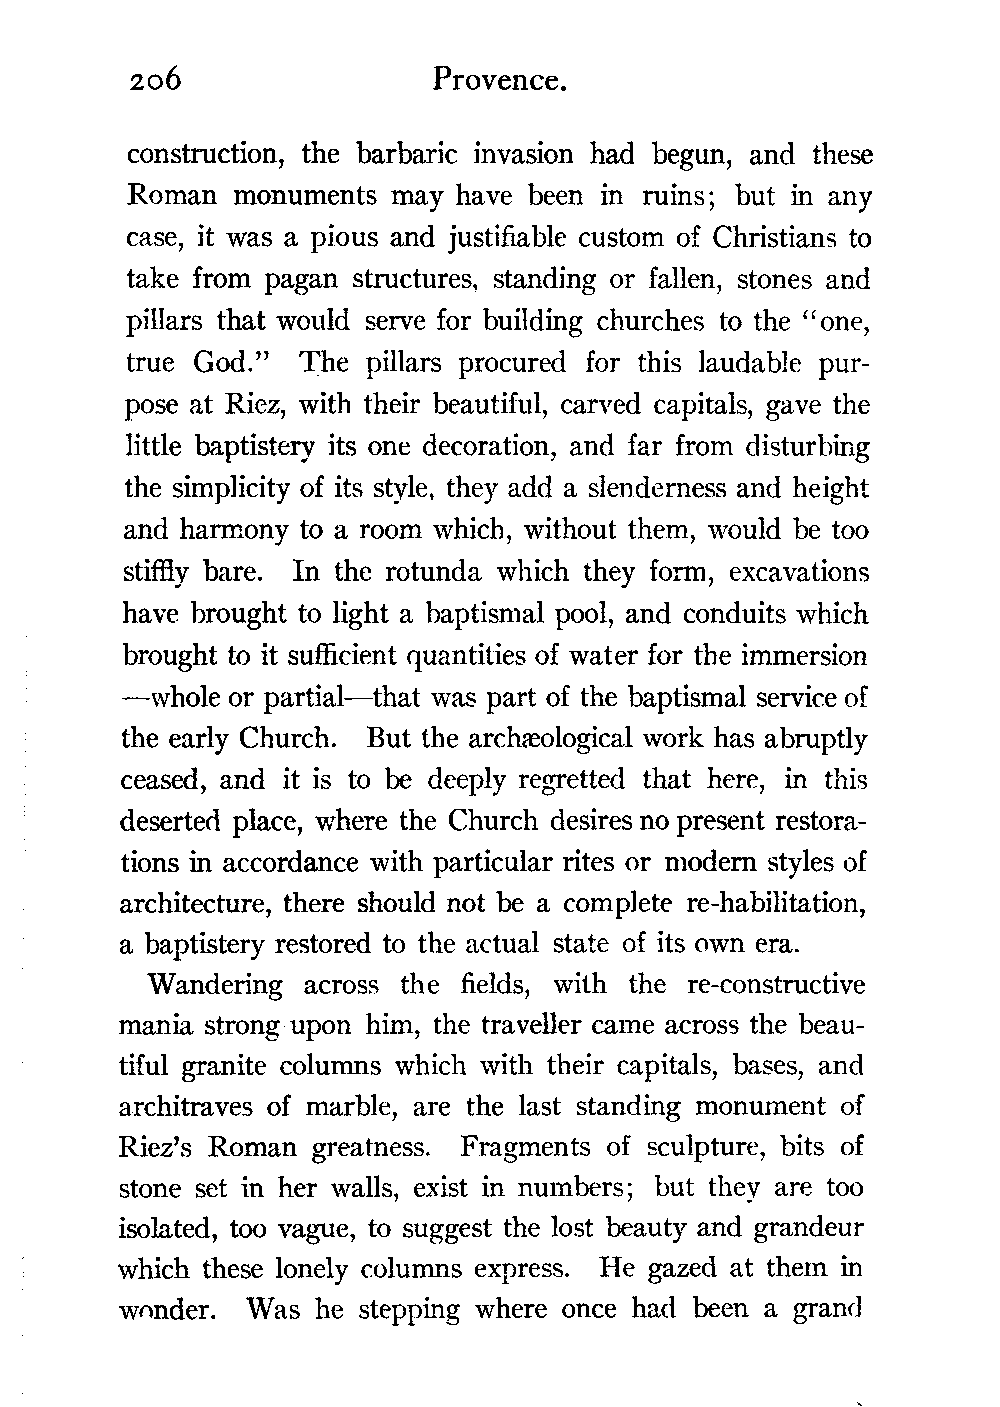 206 Provence.
construction, the barbaric invasion had begun, and these
Roman monuments may have been in ruins; but in any
case, it was a pious and justifiable custom of Christians to
take from pagan structures, standing or fallen, stones and
pillars that would serve for building churches to the “one,
true God.” The pillars procured for this laudable pur-
pose at Riez, with their beautiful, carved capitals, gave the
little baptistery its one decoration, and far from disturbing
the simplicity of its style, they add a slenderness and height
and harmony to a room which, without them, would be too
stiffly bare. In the rotunda which they form, excavations
have brought to light a baptismal pool, and conduits which
brought to it sufficient quantities of water for the immersion
—whole or partial—that was part of the baptismal service of
the early Church. But the archæological work has abruptly
ceased, and it is to be deeply regretted that here, in this
deserted place, where the Church desires no present restora-
tions in accordance with particular rites or modern styles of
architecture, there should not be a complete re-habilitation,
a baptistery restored to the actual state of its own era.
Wandering across the fields, with the re-constructive
mania strong upon him, the traveller came across the beau-
tiful granite columns which with their capitals, bases, and
architraves of marble, are the last standing monument of
Riez’s Roman greatness. Fragments of sculpture, bits of
stone set in her walls, exist in numbers; but they are too
isolated, too vague, to suggest the lost beauty and grandeur
which these lonely columns express. He gazed at them in
wonder. Was he stepping where once had been a grand